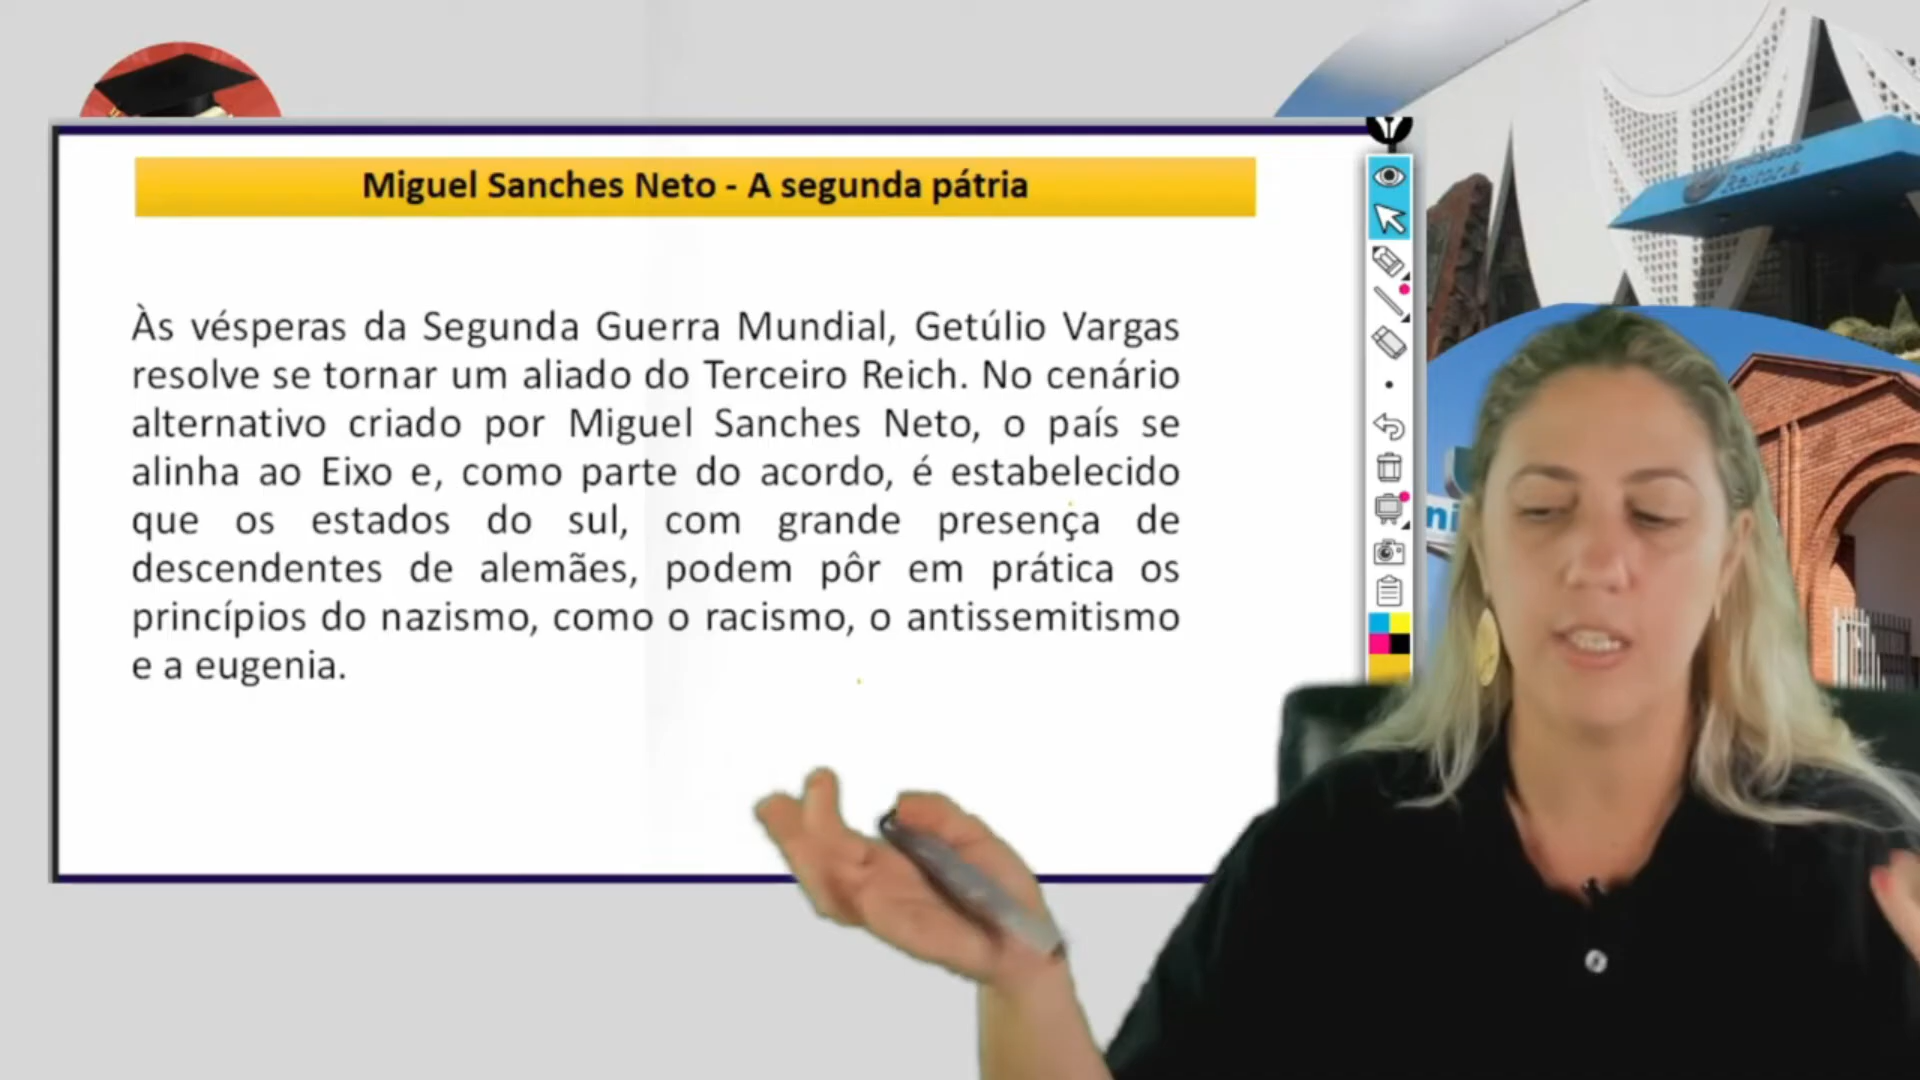 Miguel Sanches Neto - A segunda pátria
Às vésperas da Segunda Guerra Mundial, Getúlio Vargas
resolve se tornar um aliado do Terceiro Reich. No cenário
alternativo criado por Miguel Sanches Neto, o país se
alinha ao Eixo e, como parte do acordo, é estabelecido
que os estados do sul, com grande presença de
descendentes de alemães, podem pôr em prática os
princípios do nazismo, como o racismo, o antissemitismo
e a eugenia.